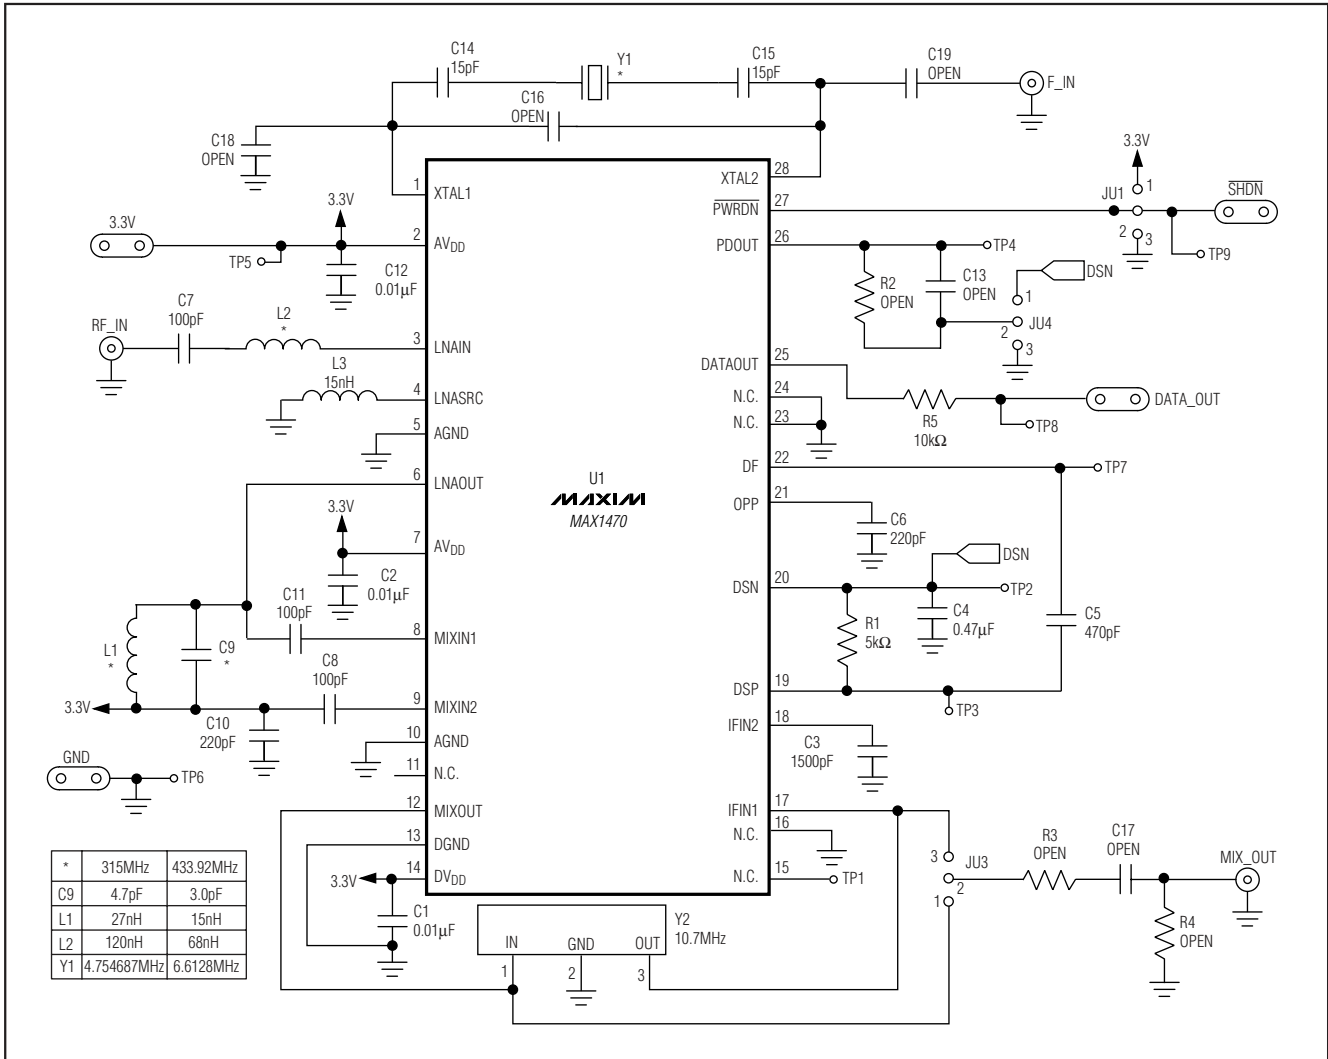 C14
15pF
Y1
*
C15
15pF
C19
OPEN
F_IN
C16
OPEN
C18
OPEN
3.3V
JU1
1
2
3
SHDN
TP9
1
XTAL1
XTAL2
28
PWRDN
27
3.3V
3.3V
2
AVDD
TP5
C12
0.01µF
PDOUT
26
TP4
R2
OPEN
C13
OPEN
DSN
1
2
JU4
3
RF_IN
C7
100pF
L2
*
3
LNAIN
L3
15nH
4
LNASRC
5
AGND
DATAOUT
25
N.C.
24
N.C.
23
R5
10kΩ
DATA_OUT
TP8
6
LNAOUT
U1
MAXIM
MAX1470
DF
22
TP7
OPP
21
C6
220pF
3.3V
7
AVDD
C2
0.01µF
DSN
DSN
20
TP2
R1
5kΩ
C4
0.47µF
C5
470pF
C11
100pF
8
MIXIN1
L1
*
C9
*
C8
100pF
DSP
19
TP3
3.3V
C10
220pF
9
MIXIN2
10
AGND
IFIN2
18
C3
1500pF
GND
TP6
11
N.C.
12
MIXOUT
IFIN1
17
13
DGND
N.C.
16
3.3V
14
DVDD
N.C.
15
TP1
3
JU3
2
1
R3
OPEN
C17
OPEN
MIX_OUT
R4
OPEN
C1
0.01µF
IN
GND
OUT
Y2
10.7MHz
1
2
3
* 315MHz 433.92MHz
C9 4.7pF 3.0pF
L1 27nH 15nH
L2 120nH 68nH
Y1 4.754687MHz 6.6128MHz